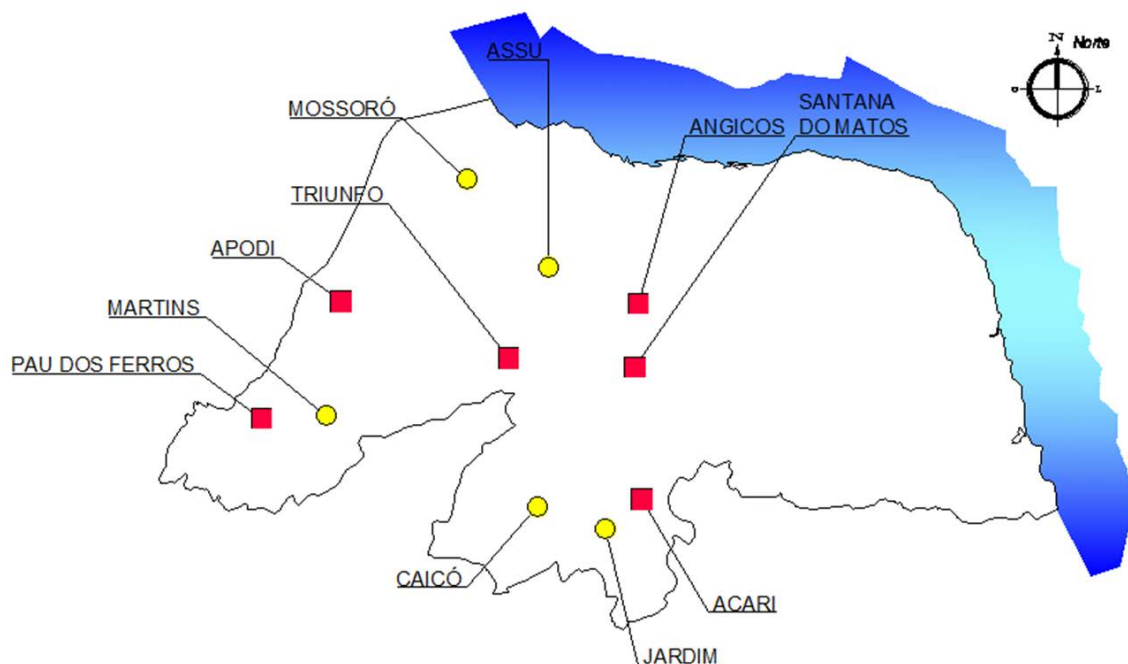 ASSU
N
Norte
MOSSORÓ
SANTANA
DO MATOS
ANGICOS
O
L
TRIUNFO
APODI
MARTINS
PAU DOS FERROS
CAICÓ
ACARI
JARDIM